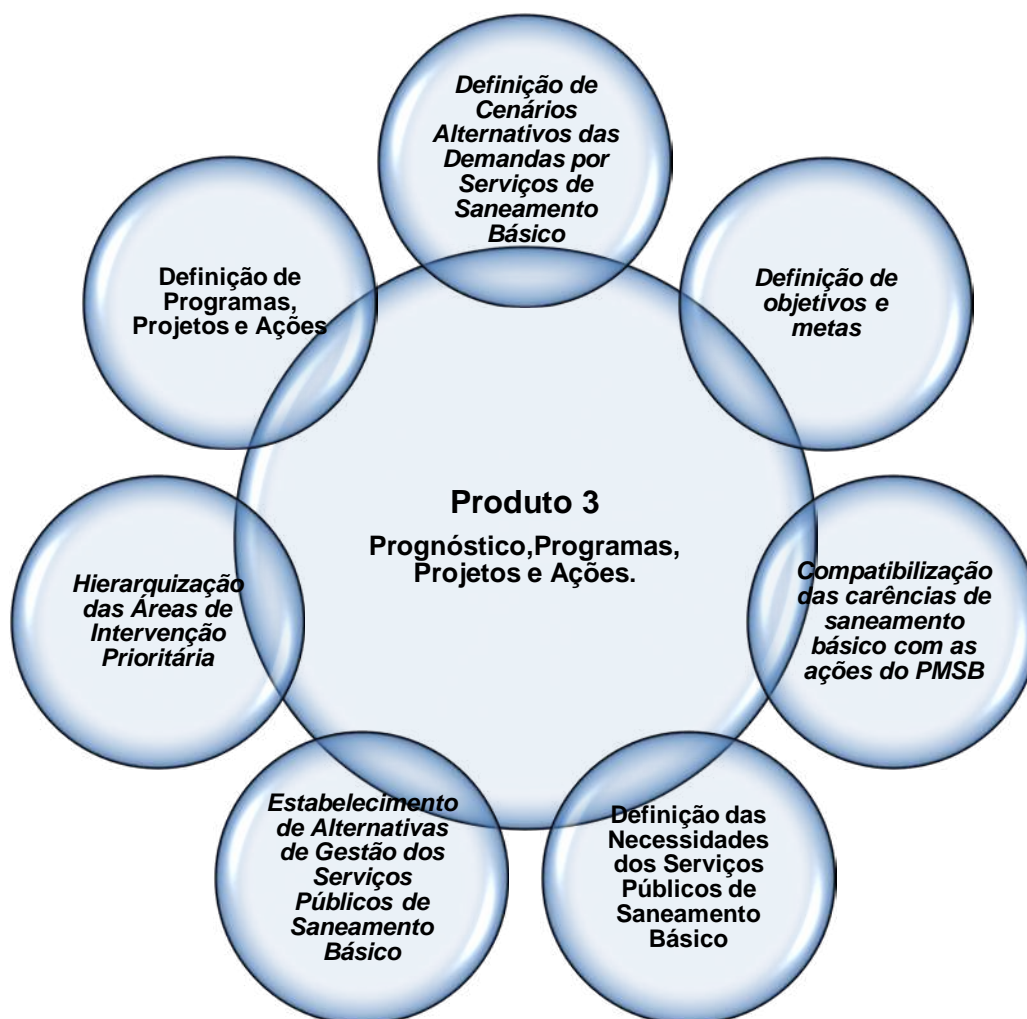 Definição de
Cenários
Alternativos das
Demandas por
Serviços de
Saneamento
Básico
Definição de
objetivos e
metas
Compatibilização
das carências de
saneamento
básico com as
ações do PMSB
Definição das
Necessidades
dos Serviços
Públicos de
Saneamento
Básico
Estabelecimento
de Alternativas
de Gestão dos
Serviços
Públicos de
Saneamento
Básico
Hierarquização
das Áreas de
Intervenção
Prioritária
Definição de
Programas,
Projetos e Ações
Produto 3
Prognóstico,Programas,
Projetos e Ações.